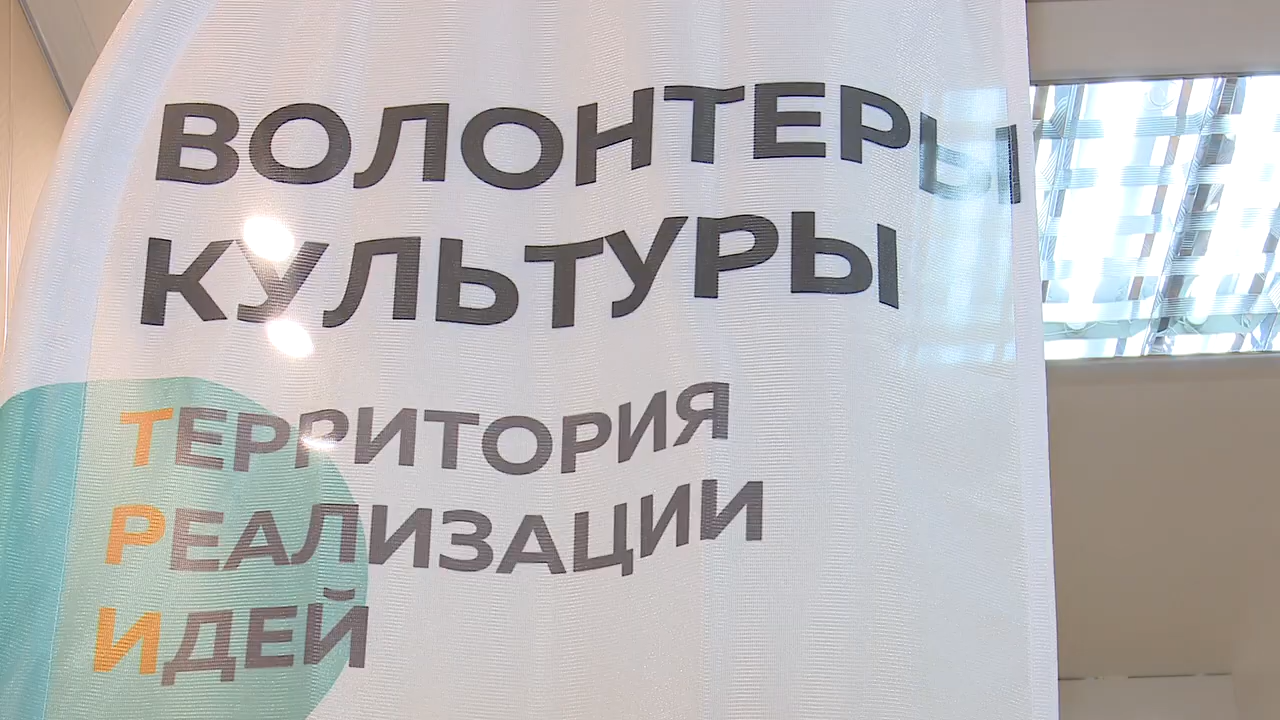 ВОЛОНТЕРЫ
КУЛЬТУРЫ
ТЕРРИТОРИЯ
РЕАЛИЗАЦИИ
ИДЕЙ